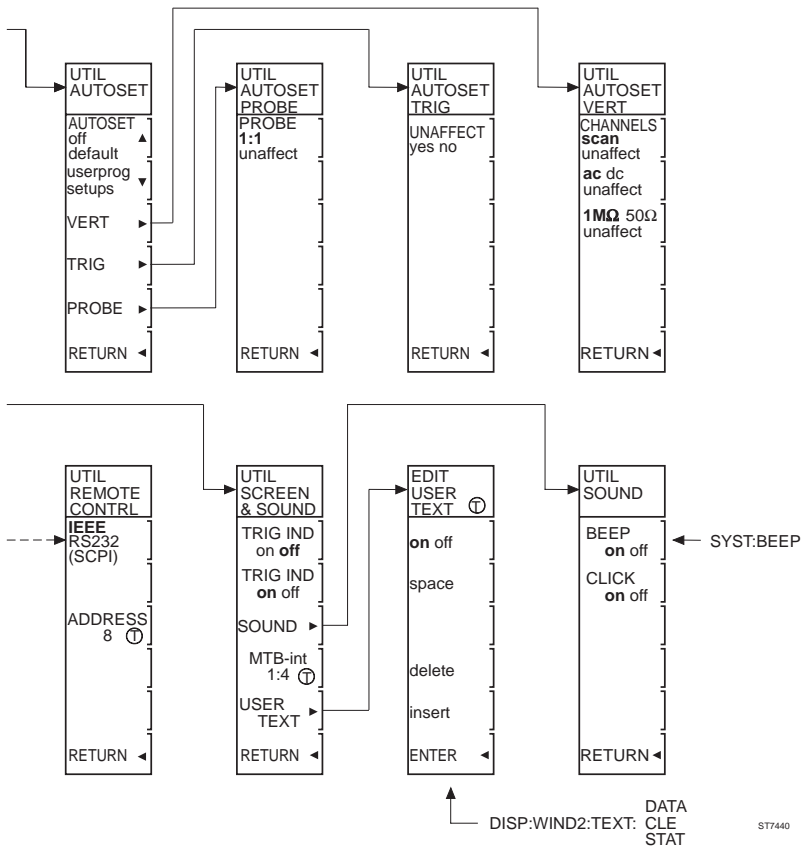 UTIL
AUTOSET
AUTOSET ▲
off
default
userprog ▼
setups
VERT ►
TRIG ►
PROBE ►
RETURN ◄
UTIL
AUTOSET
PROBE
PROBE
1:1
unaffect
RETURN ◄
UTIL
AUTOSET
TRIG
UNAFFECT
yes no
RETURN ◄
UTIL
AUTOSET
VERT
CHANNELS
scan
unaffect
ac dc
unaffect
1MΩ 50Ω
unaffect
RETURN ◄
UTIL
REMOTE
CONTRL
IEEE
RS232
(SCPI)
ADDRESS
8 Ⓣ
RETURN ◄
UTIL
SCREEN
& SOUND
TRIG IND
on off
TRIG IND
on off
SOUND ►
MTB-int
1:4 Ⓣ
USER ►
TEXT
RETURN ◄
EDIT
USER
TEXT Ⓣ
on off
space
delete
insert
ENTER ◄
UTIL
SOUND
BEEP
on off
CLICK
on off
RETURN ◄
SYST:BEEP
DISP:WIND2:TEXT:
DATA
CLE
STAT
ST7440